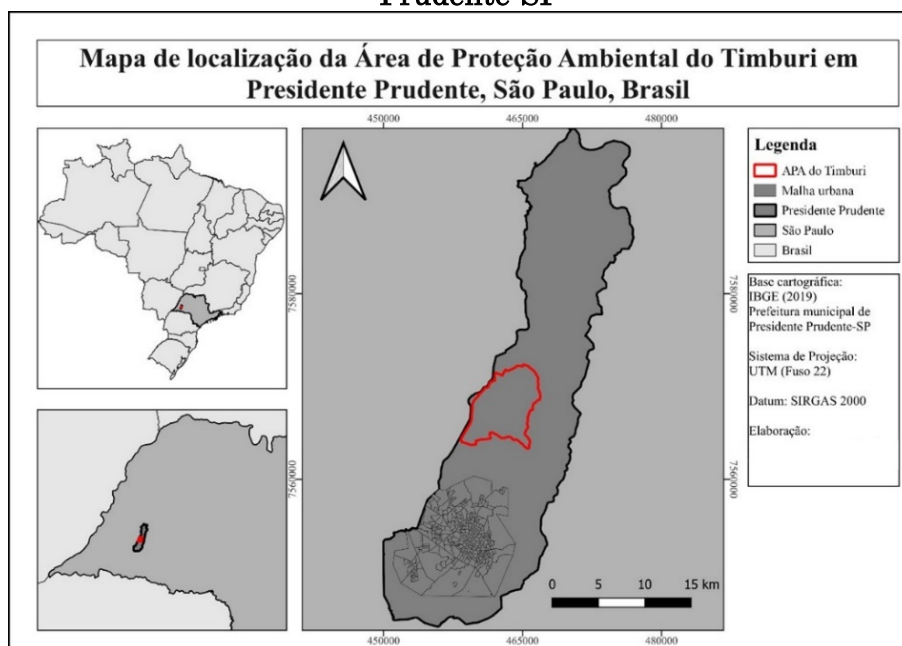 Prudente-SP
Mapa de localização da Área de Proteção Ambiental do Timburi em
Presidente Prudente, São Paulo, Brasil
450000
465000
480000
7580000
7560000
7580000
7560000
0
5
10
15 km
450000
465000
480000
Legenda
APA do Timburi
Malha urbana
Presidente Prudente
São Paulo
Brasil
Base cartográfica:
IBGE (2019)
Prefeitura municipal de
Presidente Prudente-SP
Sistema de Projeção:
UTM (Fuso 22)
Datum: SIRGAS 2000
Elaboração: